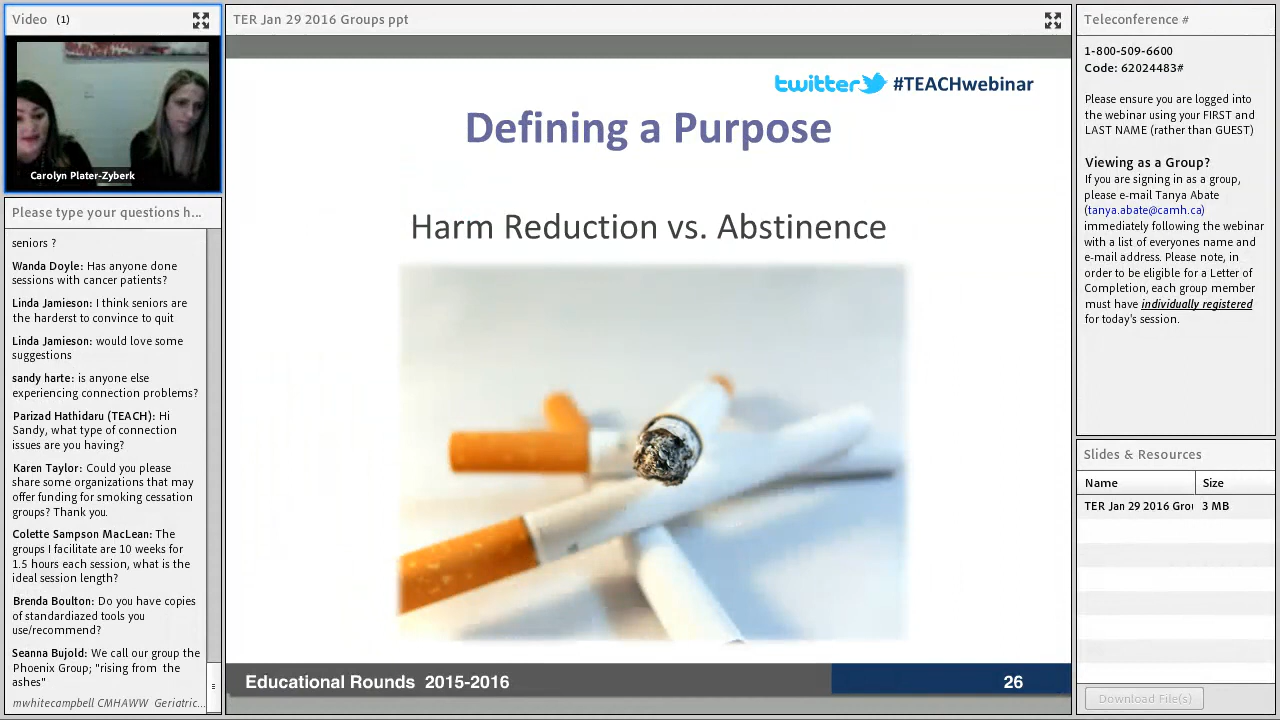 Video (1)
Carolyn Plater-Zyberk
Please type your questions h...
seniors ?
Wanda Doyle: Has anyone done
sessions with cancer patients?
Linda Jamieson: I think seniors are
the harderst to convince to quit
Linda Jamieson: would love some
suggestions
sandy harte: is anyone else
experiencing connection problems?
Parizad Hathidaru (TEACH): Hi
Sandy, what type of connection
issues are you having?
Karen Taylor: Could you please
share some organizations that may
offer funding for smoking cessation
groups? Thank you.
Colette Sampson MacLean: The
groups I facilitate are 10 weeks for
1.5 hours each session, what is the
ideal session length?
Brenda Boulton: Do you have copies
of standardiazed tools you
use/recommend?
Seanna Bujold: We call our group the
Phoenix Group; "rising from the
ashes"
mwhitecampbell CMHAWW Geriatric...
TER Jan 29 2016 Groups ppt
twitter #TEACHwebinar
Defining a Purpose
Harm Reduction vs. Abstinence
Educational Rounds 2015-2016
26
Teleconference #
1-800-509-6600
Code: 62024483#
Please ensure you are logged into
the webinar using your FIRST and
LAST NAME (rather than GUEST)
Viewing as a Group?
If you are signing in as a group,
please e-mail Tanya Abate
(tanya.abate@camh.ca)
immediately following the webinar
with a list of everyones name and
e-mail address. Please note, in
order to be eligible for a Letter of
Completion, each group member
must have individually registered
for today's session.
Slides & Resources
Name Size
TER Jan 29 2016 Grou 3 MB
Download File(s)